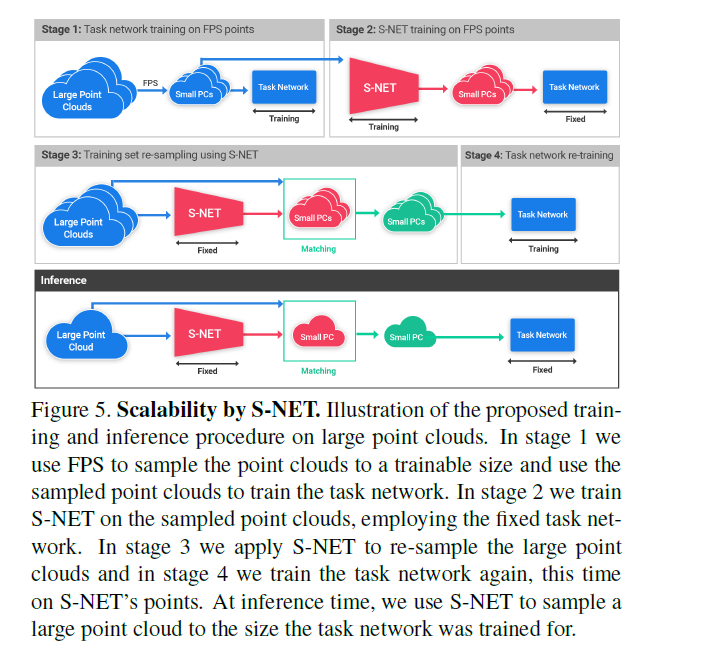 Stage 1: Task network training on FPS points
Stage 2: S-NET training on FPS points
Large Point
Clouds
FPS
Small PCs
Task Network
Training
S-NET
Training
Small PCs
Task Network
Fixed
Stage 3: Training set re-sampling using S-NET
Stage 4: Task network re-training
Large Point
Clouds
S-NET
Fixed
Small PCs
Matching
Small PCs
Task Network
Training
Inference
Large Point
Cloud
S-NET
Fixed
Small PC
Matching
Small PC
Task Network
Fixed
Figure 5. Scalability by S-NET. Illustration of the proposed train-
ing and inference procedure on large point clouds. In stage 1 we
use FPS to sample the point clouds to a trainable size and use the
sampled point clouds to train the task network. In stage 2 we train
S-NET on the sampled point clouds, employing the fixed task net-
work. In stage 3 we apply S-NET to re-sample the large point
clouds and in stage 4 we train the task network again, this time
on S-NET's points. At inference time, we use S-NET to sample a
large point cloud to the size the task network was trained for.